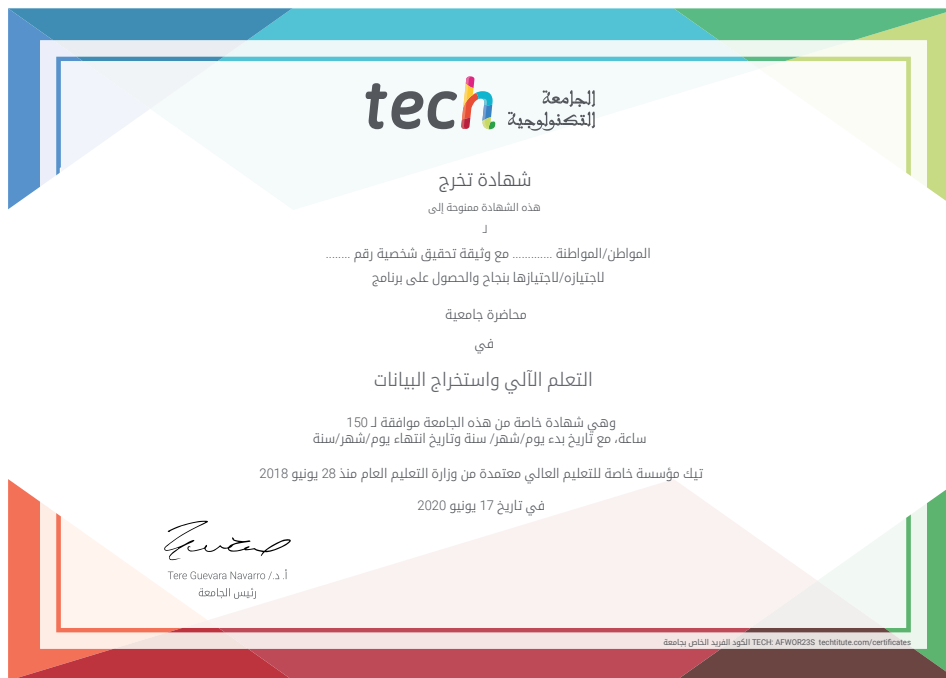 tech الجامعة
التكنولوجية
شهادة تخرج
هذه الشهادة ممنوحة إلى
لـ
المواطن/المواطنة ............ مع وثيقة تحقيق شخصية رقم ........
لاجتيازه/لاجتيازها بنجاح والحصول على برنامج
محاضرة جامعية
في
التعلم الآلي واستخراج البيانات
وهي شهادة خاصة من هذه الجامعة موافقة لـ 150
ساعة، مع تاريخ بدء يوم/شهر/ سنة وتاريخ انتهاء يوم/شهر/سنة
تيك مؤسسة خاصة للتعليم العالي معتمدة من وزارة التعليم العام منذ 28 يونيو 2018
في تاريخ 17 يونيو 2020
أ. د./ Tere Guevara Navarro
رئيس الجامعة
الكود الفريد الخاص بجامعة TECH: AFWOR23S techtitute.com/certificates